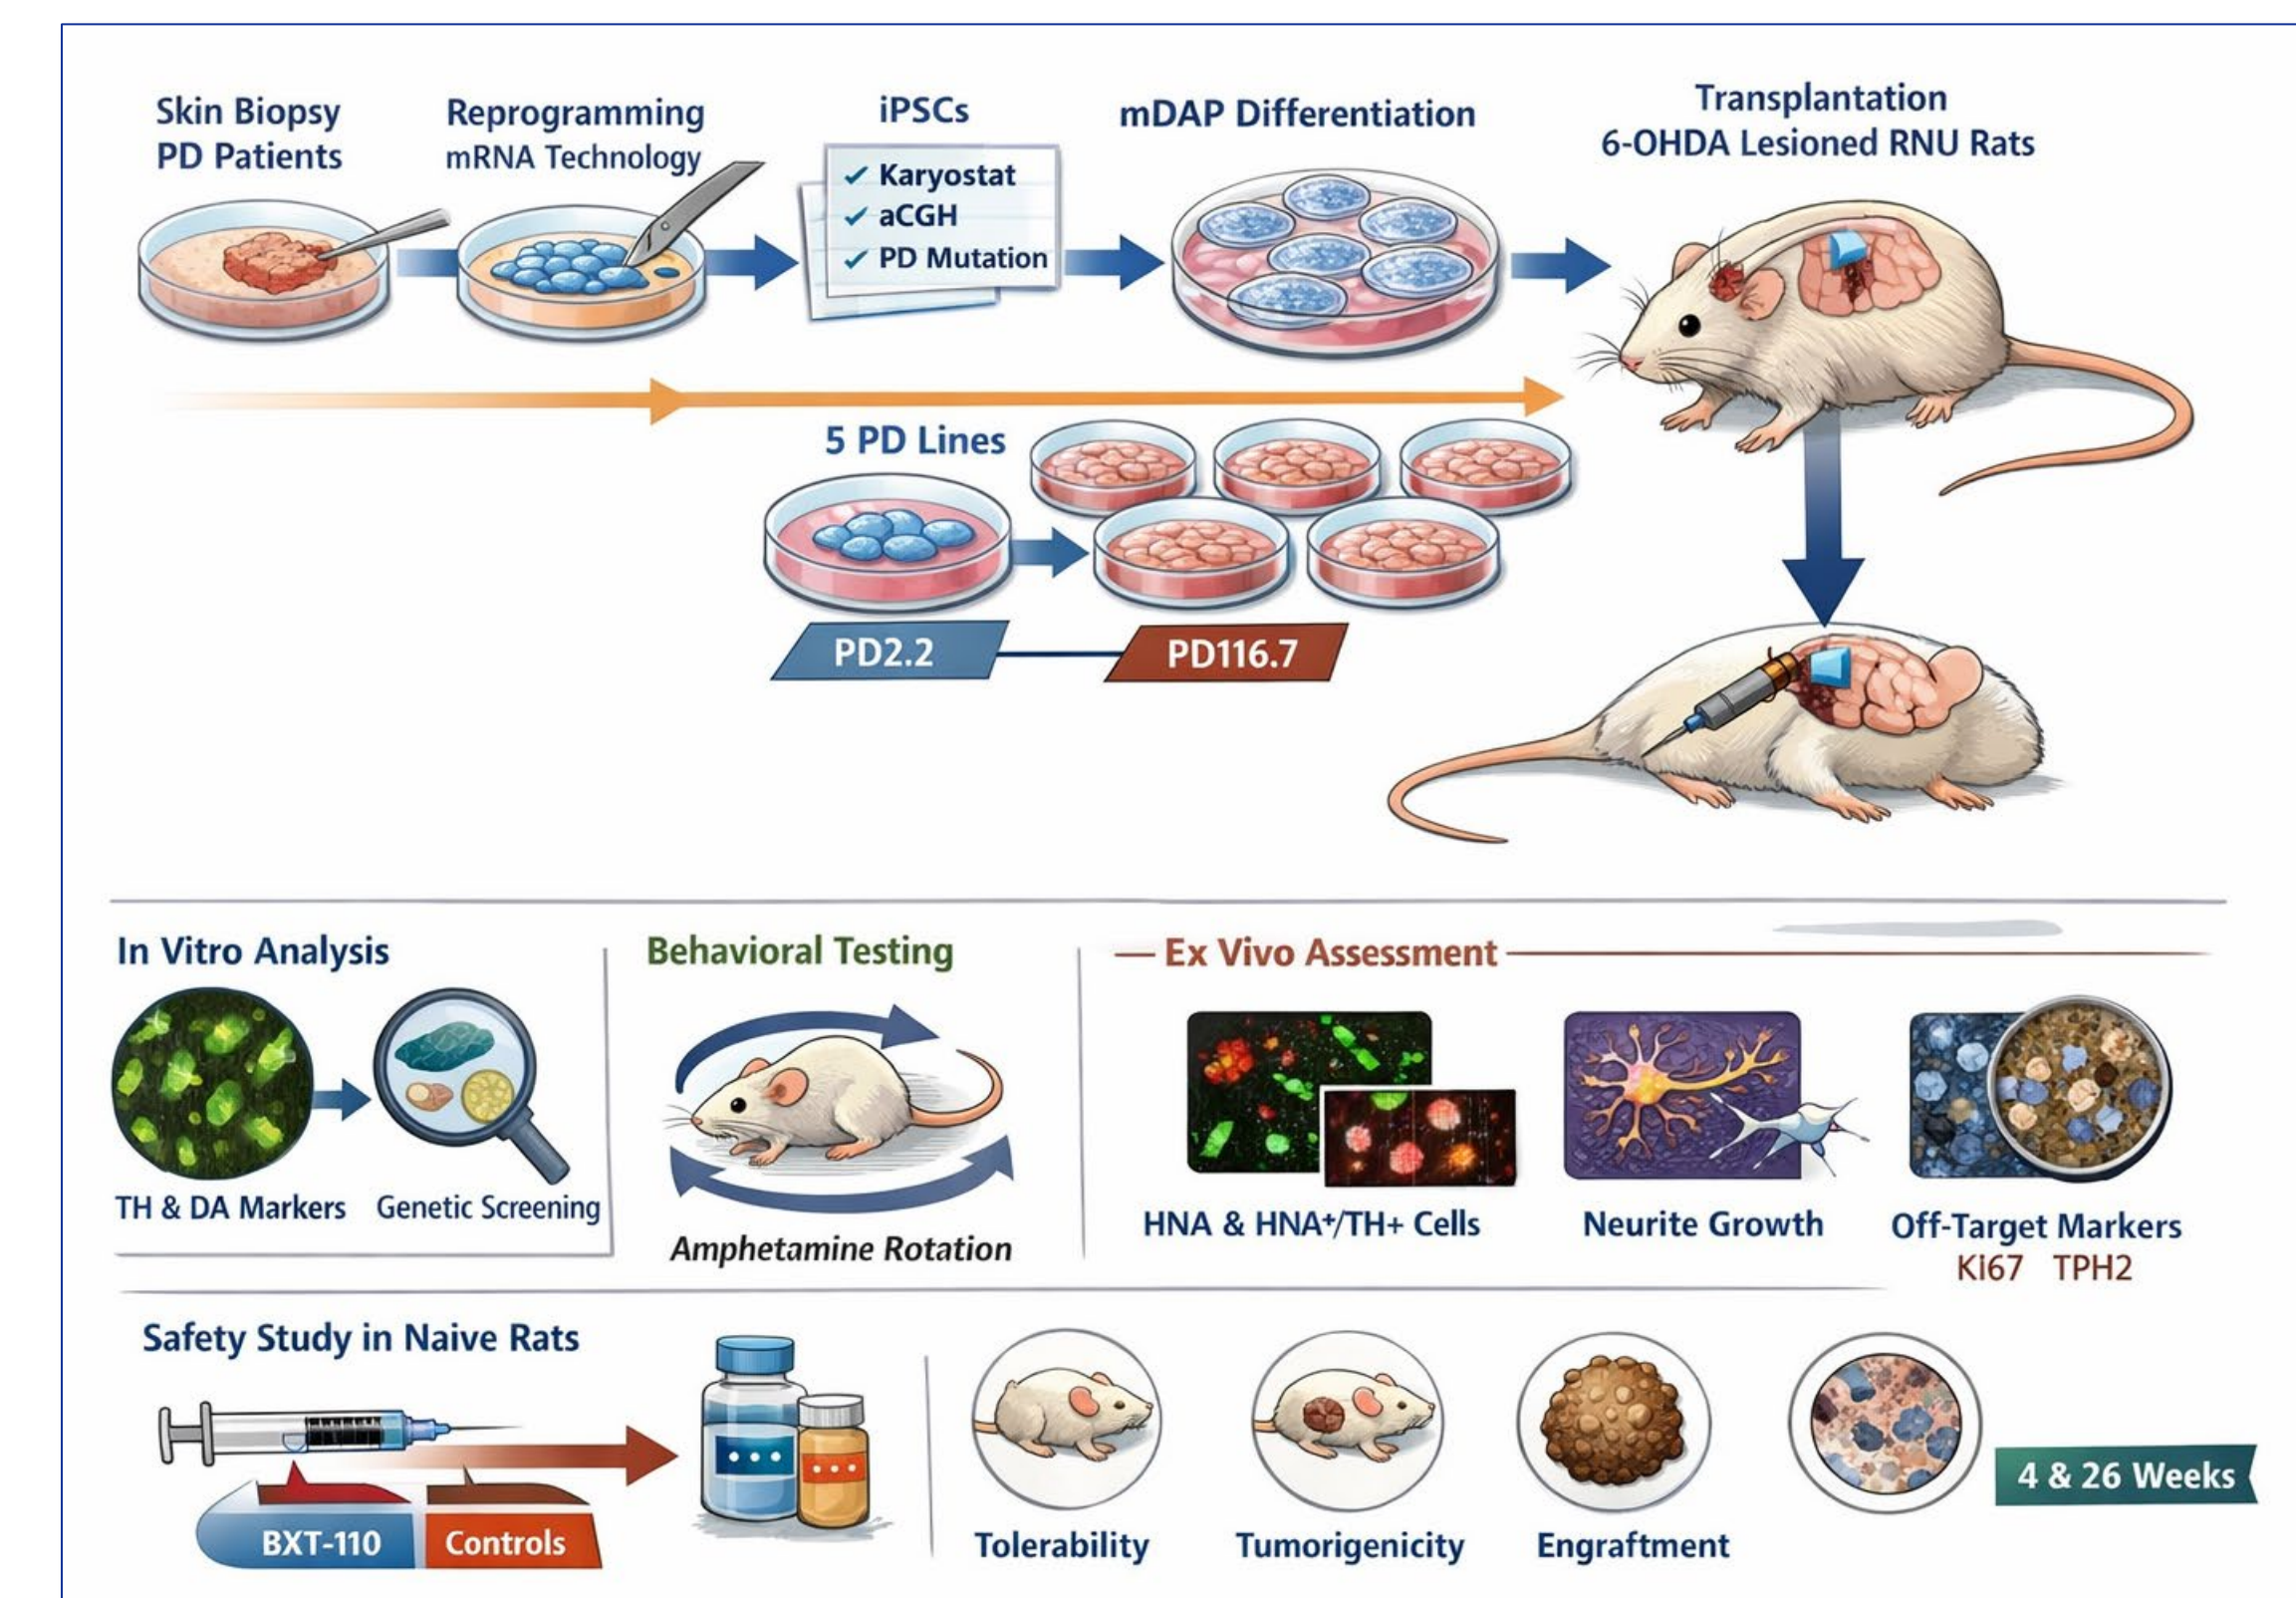 Skin Biopsy
PD Patients
Reprogramming
mRNA Technology
iPSCs
✓ Karyostat
✓ aCGH
✓ PD Mutation
mDAP Differentiation
Transplantation
6-OHDA Lesioned RNU Rats
5 PD Lines
PD2.2
PD116.7
In Vitro Analysis
TH & DA Markers
Genetic Screening
Behavioral Testing
Amphetamine Rotation
Ex Vivo Assessment
HNA & HNA⁺/TH+ Cells
Neurite Growth
Off-Target Markers
Ki67 TPH2
Safety Study in Naive Rats
BXT-110
Controls
Tolerability
Tumorigenicity
Engraftment
4 & 26 Weeks